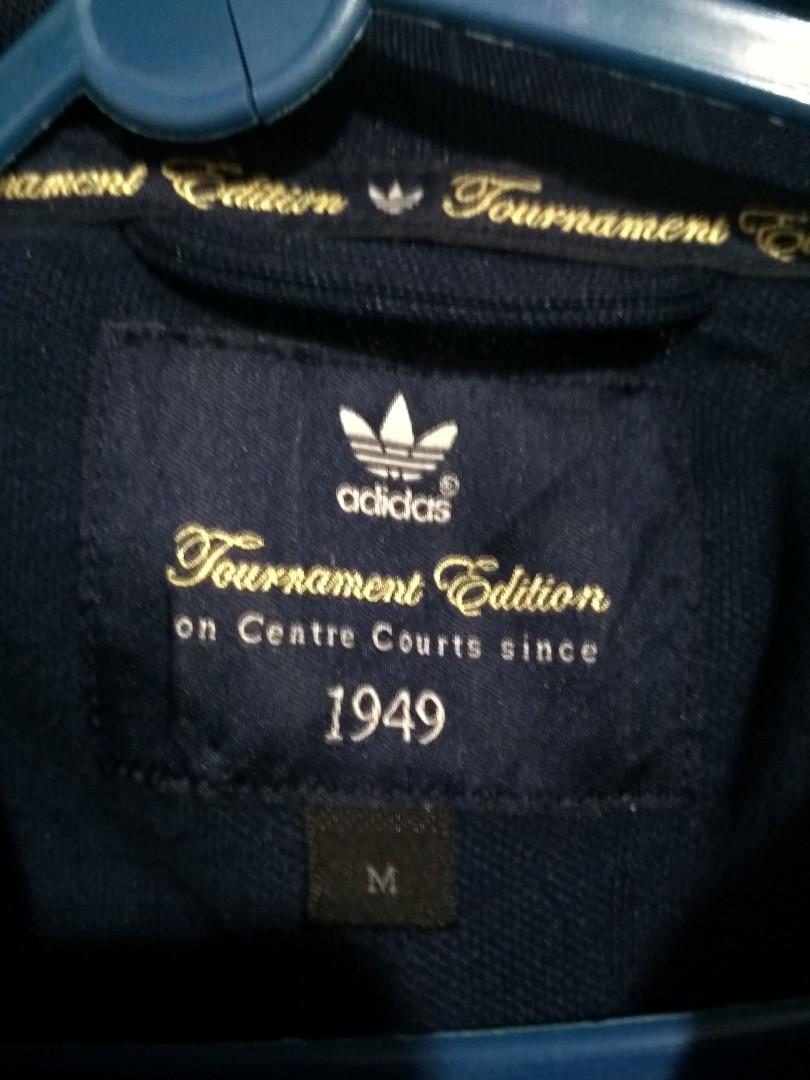 nament Edition Tournament E
adidas®
Tournament Edition
on Centre Courts since
1949
M